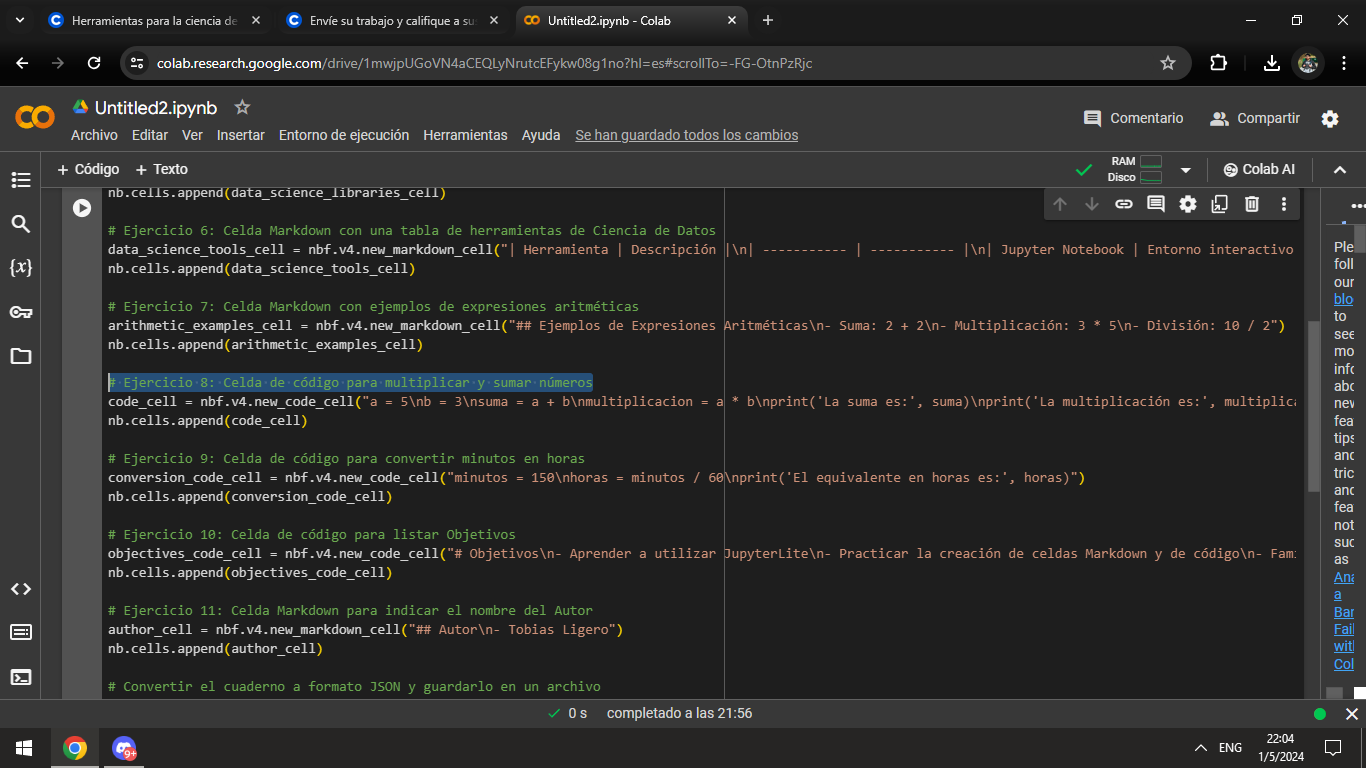 Herramientas para la ciencia de
Envíe su trabajo y califique a sus
Untitled2.ipynb - Colab
colab.research.google.com/drive/1mwjpUGoVN4aCEQLyNrutcEFykw08g1no?hl=es#scrollTo=-FG-OtnPzRjc
Untitled2.ipynb
Archivo Editar Ver Insertar Entorno de ejecución Herramientas Ayuda Se han guardado todos los cambios
Comentario Compartir
+ Código + Texto
RAM
Disco
Colab AI
nb.cells.append(data_science_libraries_cell)
# Ejercicio 6: Celda Markdown con una tabla de herramientas de Ciencia de Datos
data_science_tools_cell = nbf.v4.new_markdown_cell("| Herramienta | Descripción |\n| ----------- | ----------- |\n| Jupyter Notebook | Entorno interactivo
nb.cells.append(data_science_tools_cell)
# Ejercicio 7: Celda Markdown con ejemplos de expresiones aritméticas
arithmetic_examples_cell = nbf.v4.new_markdown_cell("## Ejemplos de Expresiones Aritméticas\n- Suma: 2 + 2\n- Multiplicación: 3 * 5\n- División: 10 / 2")
nb.cells.append(arithmetic_examples_cell)
# Ejercicio 8: Celda de código para multiplicar y sumar números
code_cell = nbf.v4.new_code_cell("a = 5\nb = 3\nsuma = a + b\nmultiplicacion = a * b\nprint('La suma es:', suma)\nprint('La multiplicación es:', multiplica
nb.cells.append(code_cell)
# Ejercicio 9: Celda de código para convertir minutos en horas
conversion_code_cell = nbf.v4.new_code_cell("minutos = 150\nhoras = minutos / 60\nprint('El equivalente en horas es:', horas)")
nb.cells.append(conversion_code_cell)
# Ejercicio 10: Celda de código para listar Objetivos
objectives_code_cell = nbf.v4.new_code_cell("# Objetivos\n- Aprender a utilizar JupyterLite\n- Practicar la creación de celdas Markdown y de código\n- Fami
nb.cells.append(objectives_code_cell)
# Ejercicio 11: Celda Markdown para indicar el nombre del Autor
author_cell = nbf.v4.new_markdown_cell("## Autor\n- Tobias Ligero")
nb.cells.append(author_cell)
# Convertir el cuaderno a formato JSON y guardarlo en un archivo
Ple
foll
our
blo
to
see
mo
info
abo
nev
fea
tips
and
tric
and
fea
not
suc
as
Ana
a
Bar
Fail
witl
Col
{x}
0 s completado a las 21:56
9+
ENG
22:04
1/5/2024